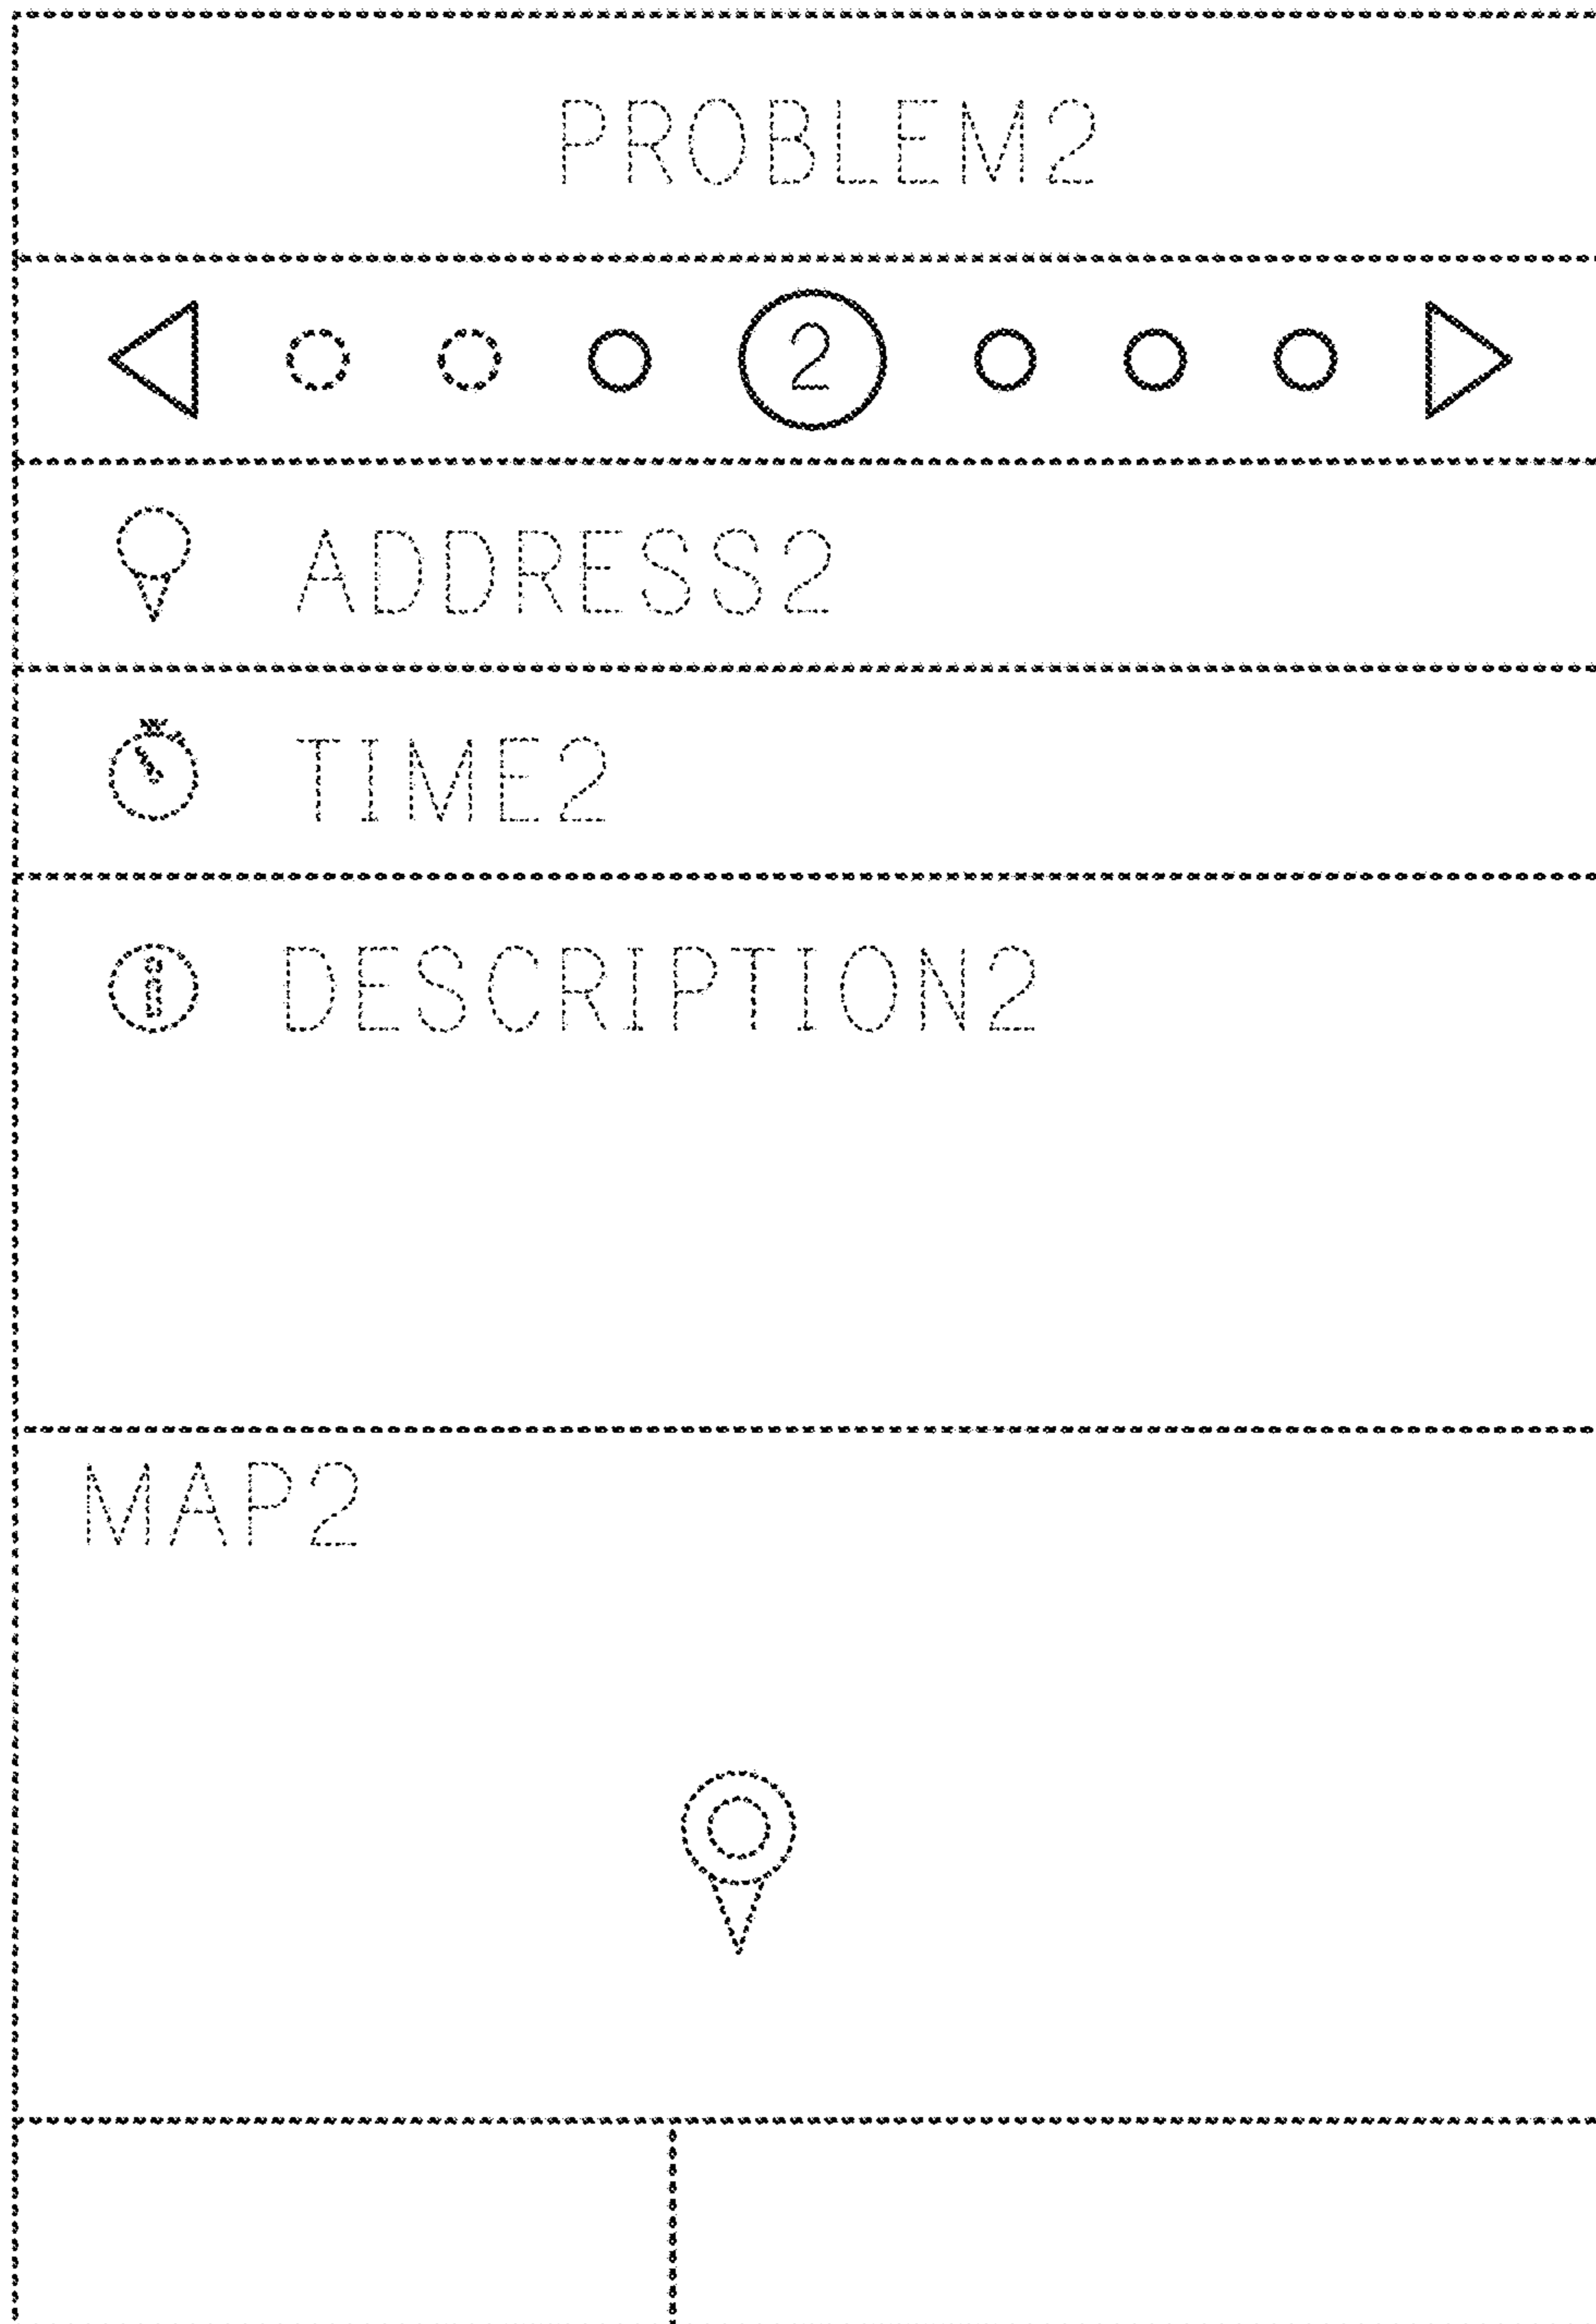 PROBLEM2
2
ADDRESS2
TIME2
i DESCRIPTION2
MAP2